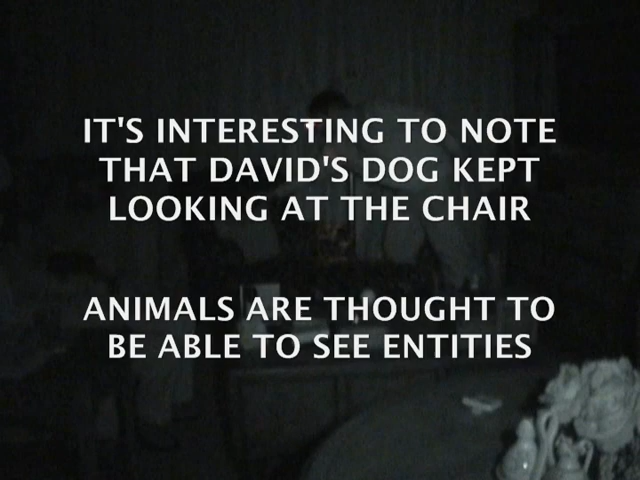 IT'S INTERESTING TO NOTE
THAT DAVID'S DOG KEPT
LOOKING AT THE CHAIR
ANIMALS ARE THOUGHT TO
BE ABLE TO SEE ENTITIES